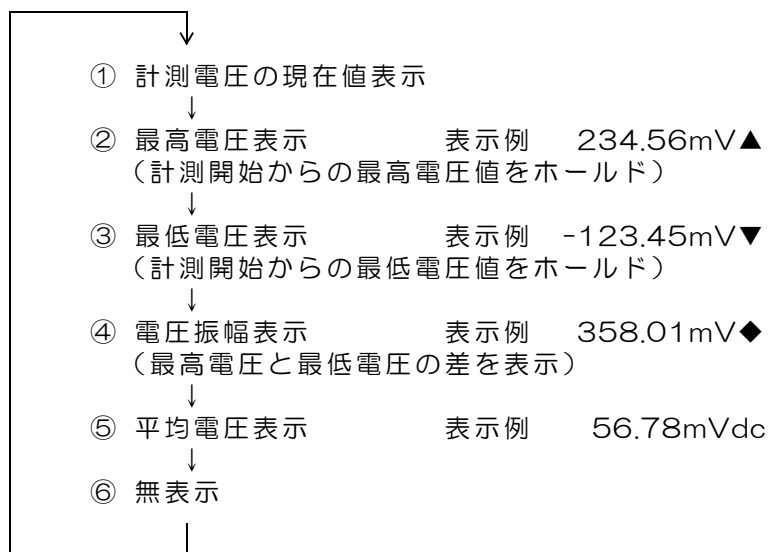 ① 計測電圧の現在値表示
↓
② 最高電圧表示 表示例 234.56mV▲
（計測開始からの最高電圧値をホールド）
↓
③ 最低電圧表示 表示例 -123.45mV▼
（計測開始からの最低電圧値をホールド）
↓
④ 電圧振幅表示 表示例 358.01mV◆
（最高電圧と最低電圧の差を表示）
↓
⑤ 平均電圧表示 表示例 56.78mVdc
↓
⑥ 無表示